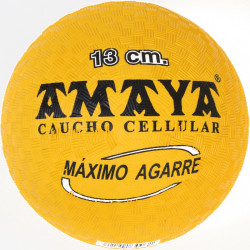 13 cm.
AMAYA®
CAUCHO CELLULAR
MÁXIMO AGARRE